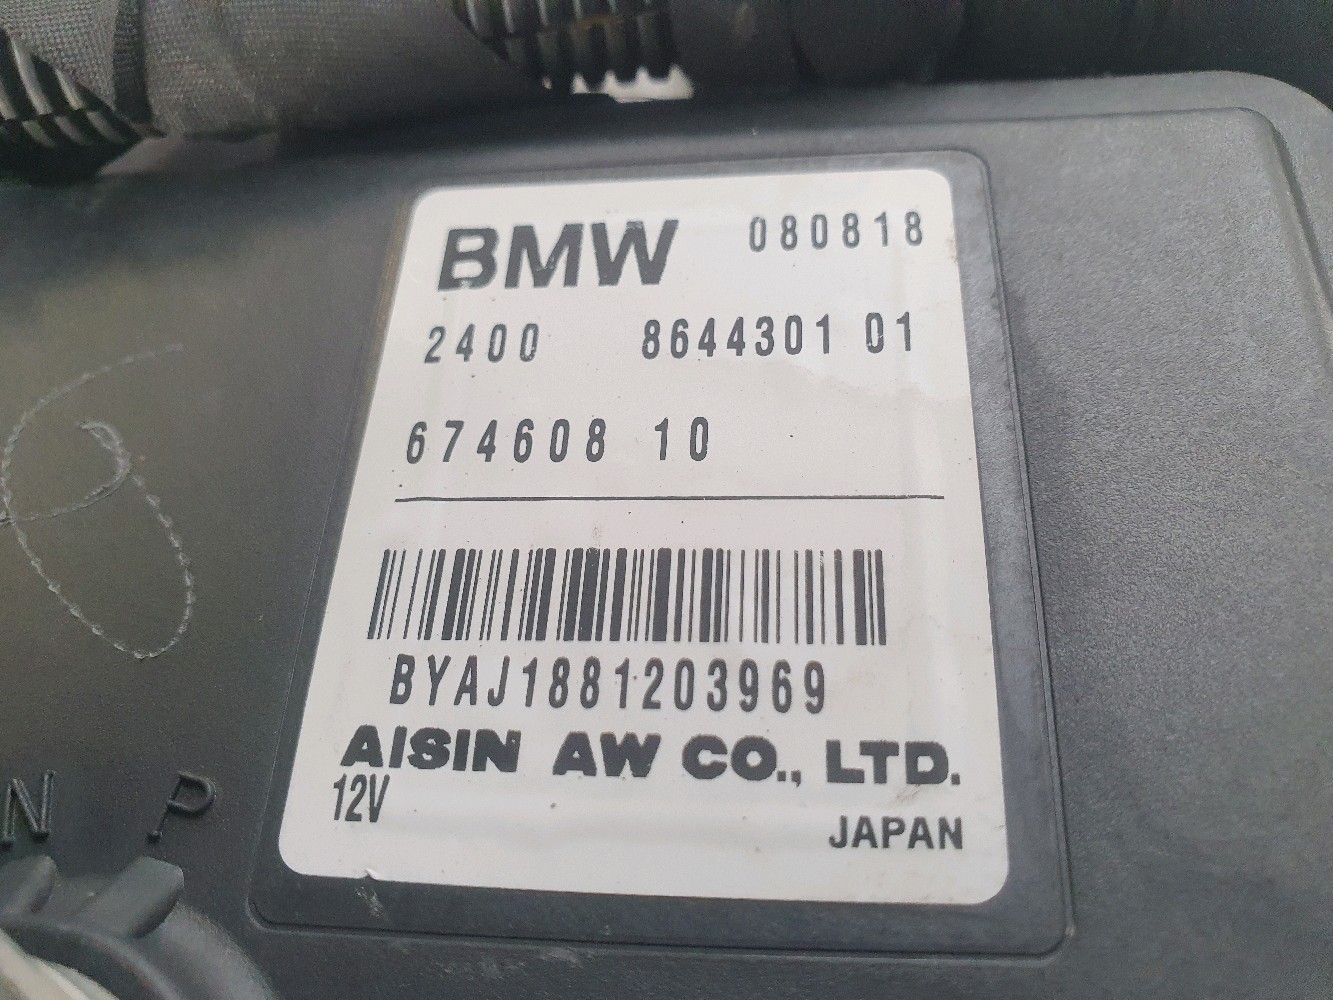 BMW 080818
2400 8644301 01
674608 10
BYAJ1881203969
AISIN AW CO., LTD.
12V
JAPAN
N P